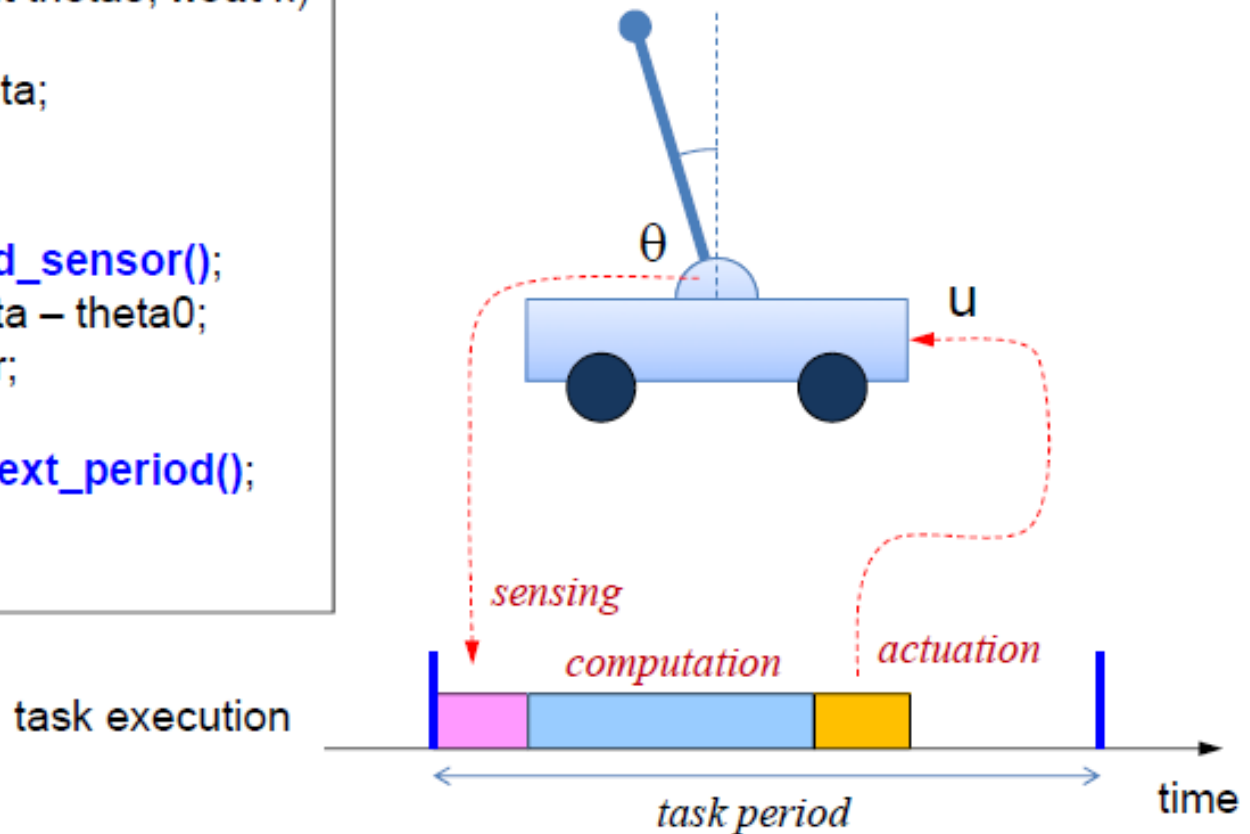 ta;
d_sensor();
ta – theta0;
r;
ext_period();
θ
u
sensing
computation
actuation
task execution
task period
time